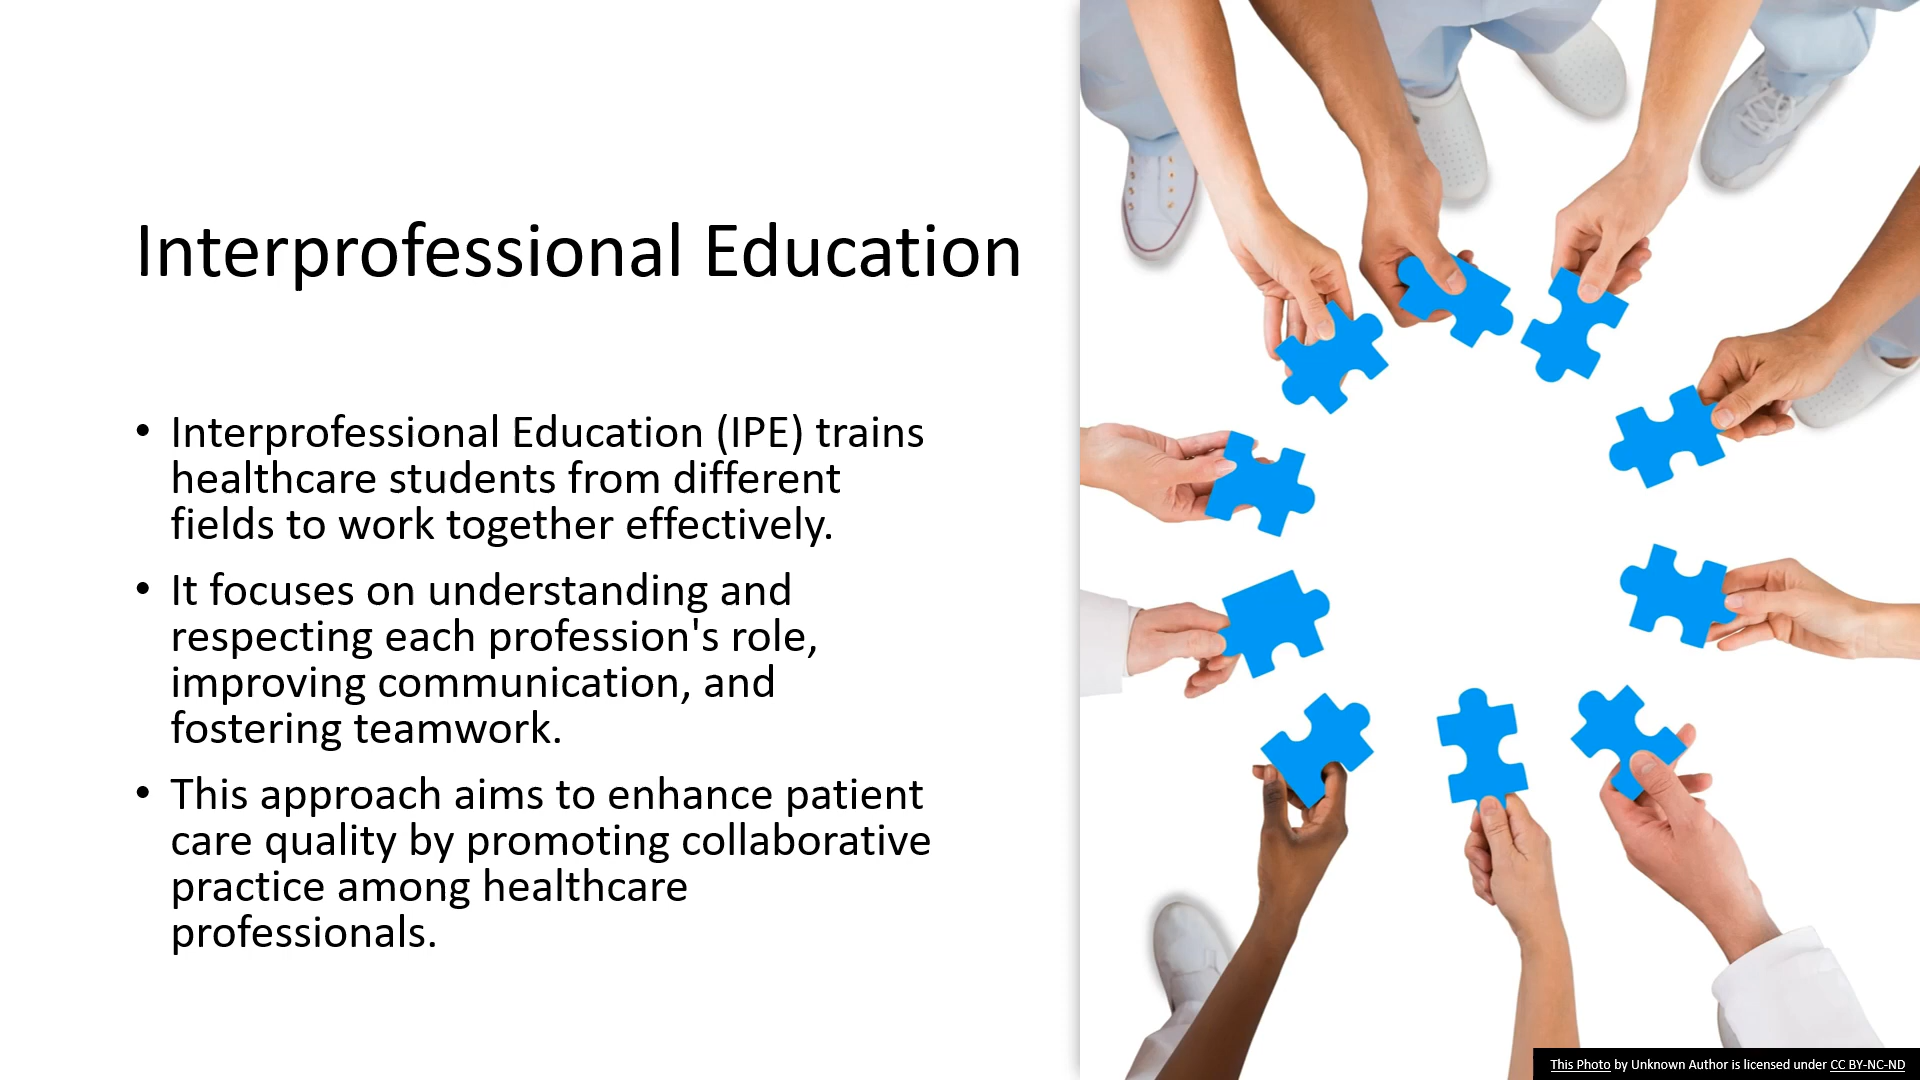 Interprofessional Education
• Interprofessional Education (IPE) trains
healthcare students from different
fields to work together effectively.
• It focuses on understanding and
respecting each profession's role,
improving communication, and
fostering teamwork.
• This approach aims to enhance patient
care quality by promoting collaborative
practice among healthcare
professionals.
This Photo by Unknown Author is licensed under CC BY-NC-ND